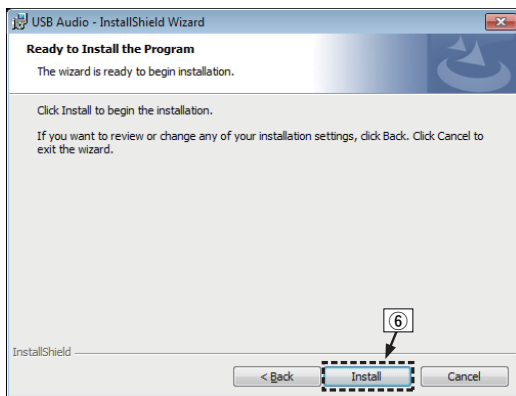 USB Audio - InstallShield Wizard
Ready to Install the Program
The wizard is ready to begin installation.
Click Install to begin the installation.
If you want to review or change any of your installation settings, click Back. Click Cancel to
exit the wizard.
⑥
InstallShield
< Back Install Cancel